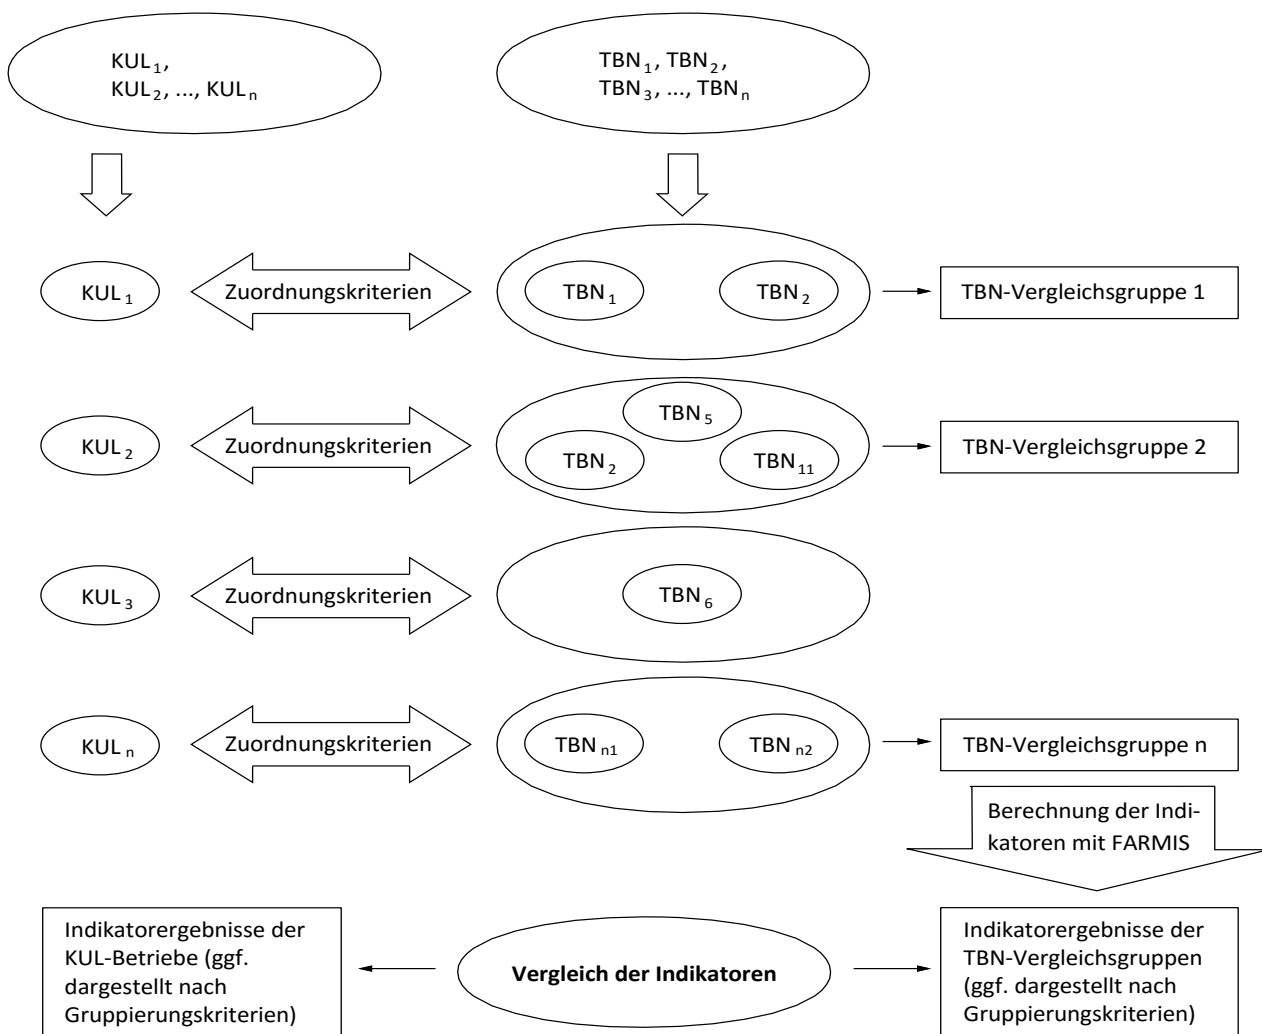 KUL₁,
KUL₂, ..., KULₙ
TBN₁, TBN₂,
TBN₃, ..., TBNₙ
KUL₁
Zuordnungskriterien
TBN₁
TBN₂
TBN-Vergleichsgruppe 1
KUL₂
Zuordnungskriterien
TBN₅
TBN₂
TBN₁₁
TBN-Vergleichsgruppe 2
KUL₃
Zuordnungskriterien
TBN₆
KULₙ
Zuordnungskriterien
TBNₙ₁
TBNₙ₂
TBN-Vergleichsgruppe n
Berechnung der Indi-
katoren mit FARMIS
Indikatorergebnisse der
KUL-Betriebe (ggf.
dargestellt nach
Gruppierungskriterien)
Vergleich der Indikatoren
Indikatorergebnisse der
TBN-Vergleichsgruppen
(ggf. dargestellt nach
Gruppierungskriterien)